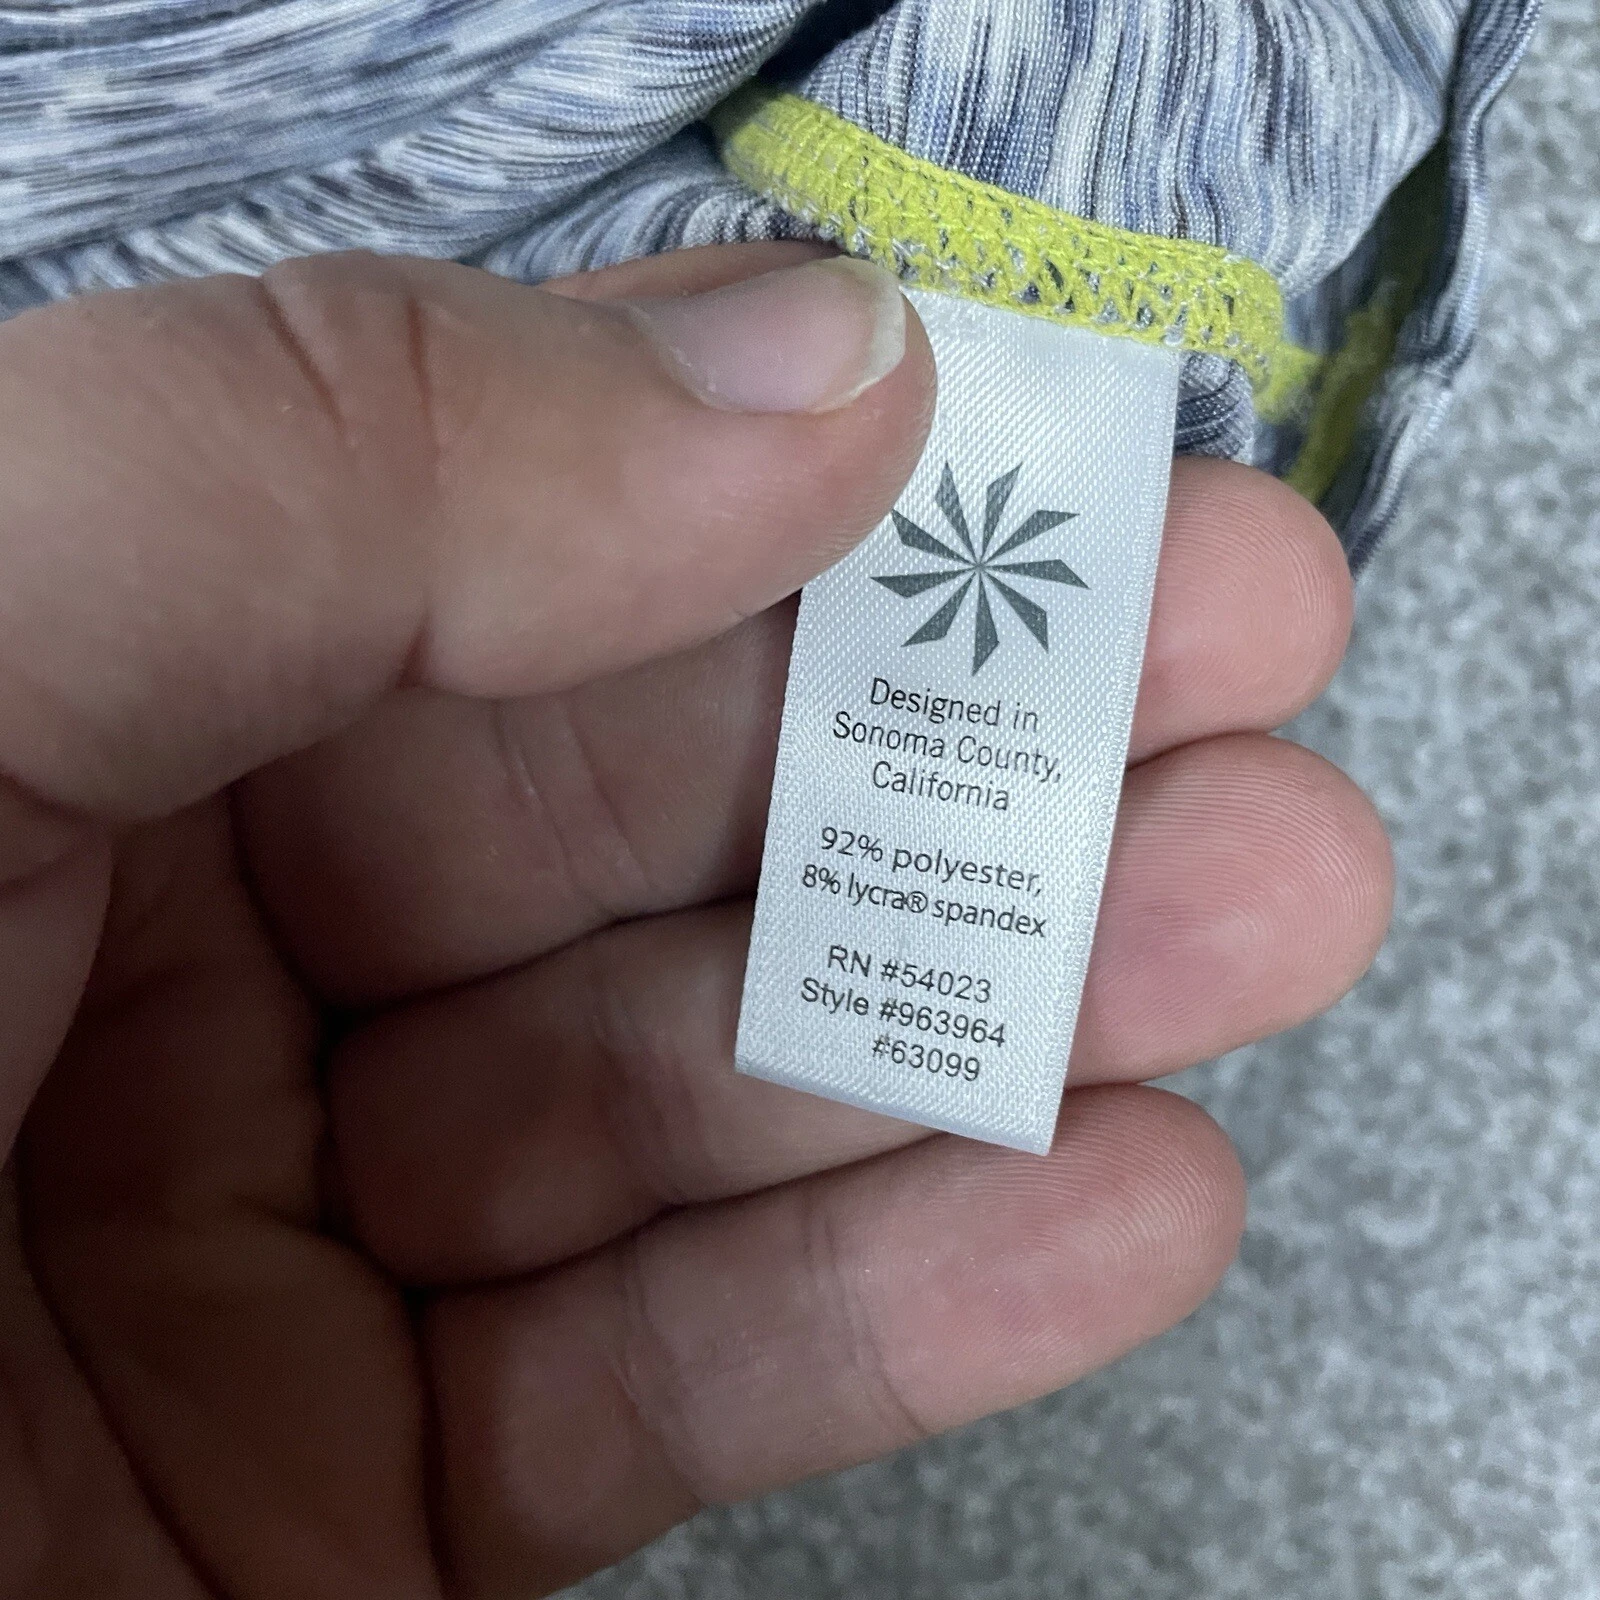 Designed in
Sonoma County,
California
92% polyester,
8% lycra® spandex
RN #54023
Style #963964
#63099